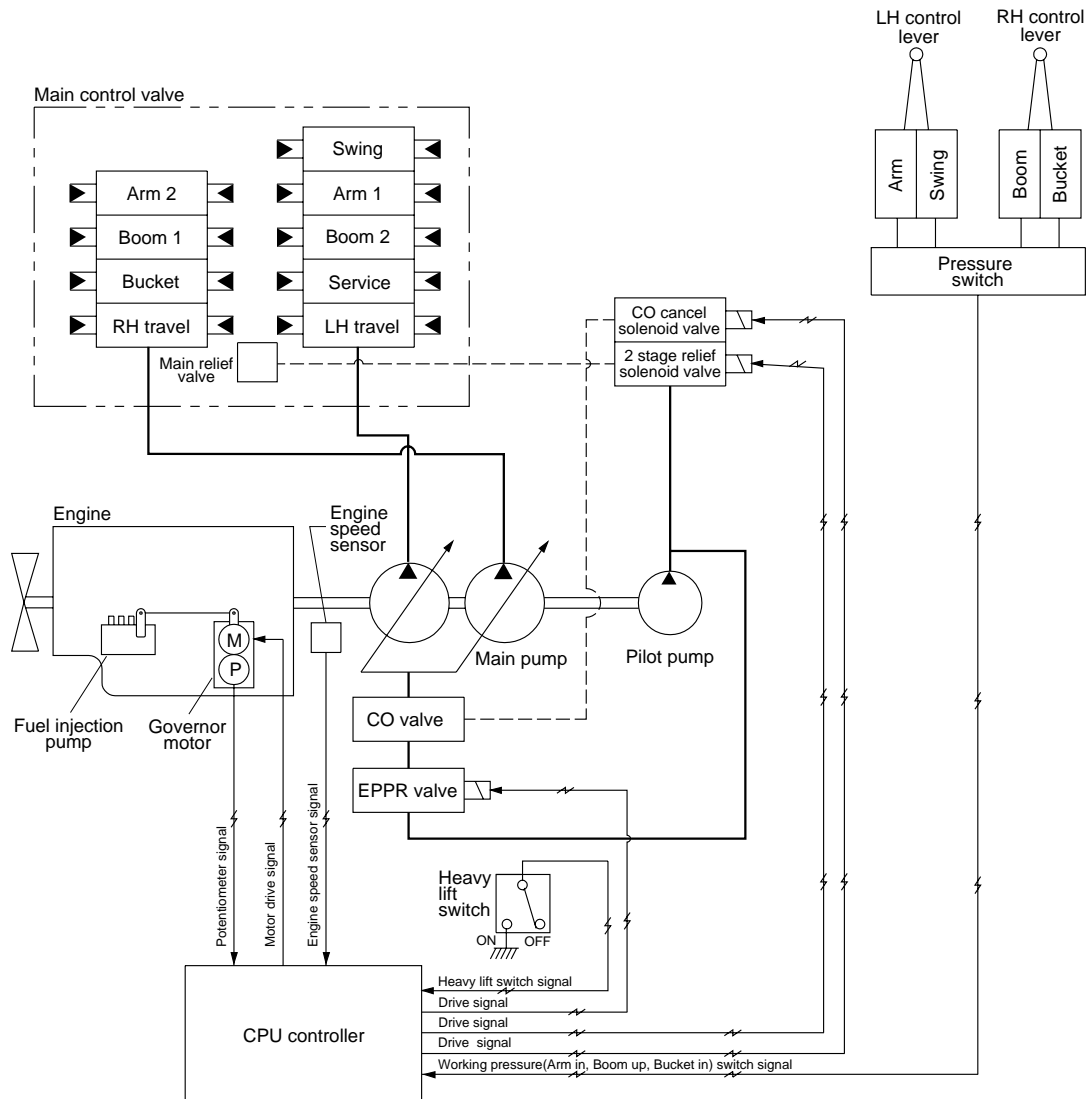 LH control
lever
RH control
lever
Main control valve
Swing
Arm 2
Arm 1
Boom 1
Boom 2
Bucket
Service
RH travel
LH travel
Main relief
valve
Arm
Swing
Boom
Bucket
Pressure
switch
CO cancel
solenoid valve
2 stage relief
solenoid valve
Engine
Engine
speed
sensor
M
P
Main pump
Pilot pump
Fuel injection
pump
Governor
motor
CO valve
EPPR valve
Potentiometer signal
Motor drive signal
Engine speed sensor signal
Heavy
lift
switch
ON
OFF
CPU controller
Heavy lift switch signal
Drive signal
Drive signal
Drive signal
Working pressure(Arm in, Boom up, Bucket in) switch signal